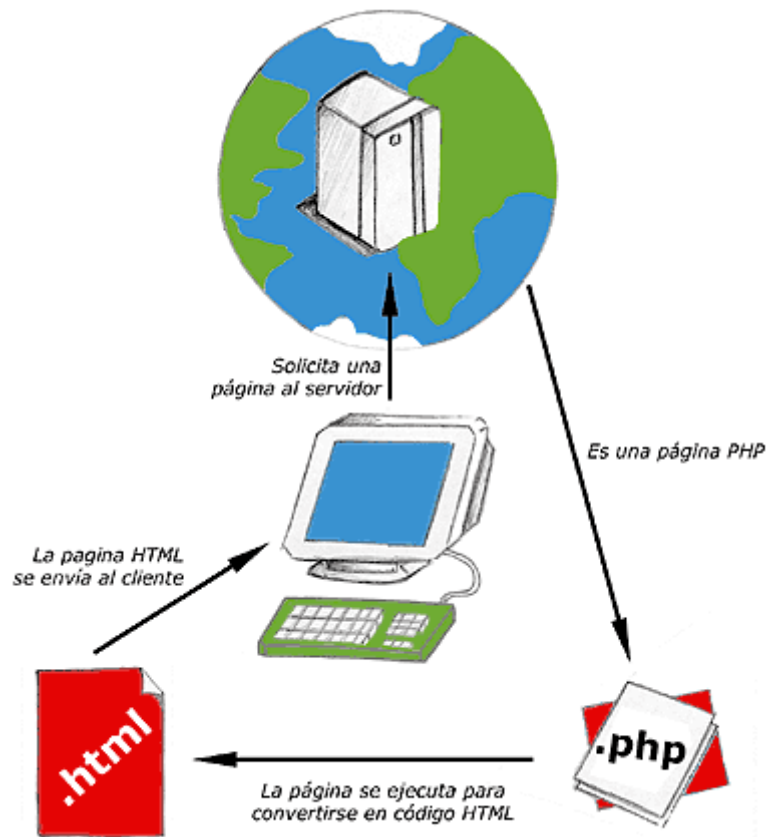 Solicita una
página al servidor
Es una página PHP
La pagina HTML
se envía al cliente
.html
.php
La página se ejecuta para
convertirse en código HTML